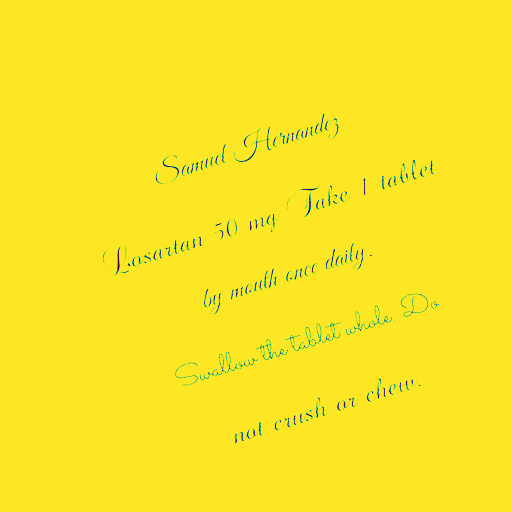 Samuel Hernandez
Losartan 50 mg Take 1 tablet
by mouth once daily.
Swallow the tablet whole. Do
not crush or chew.